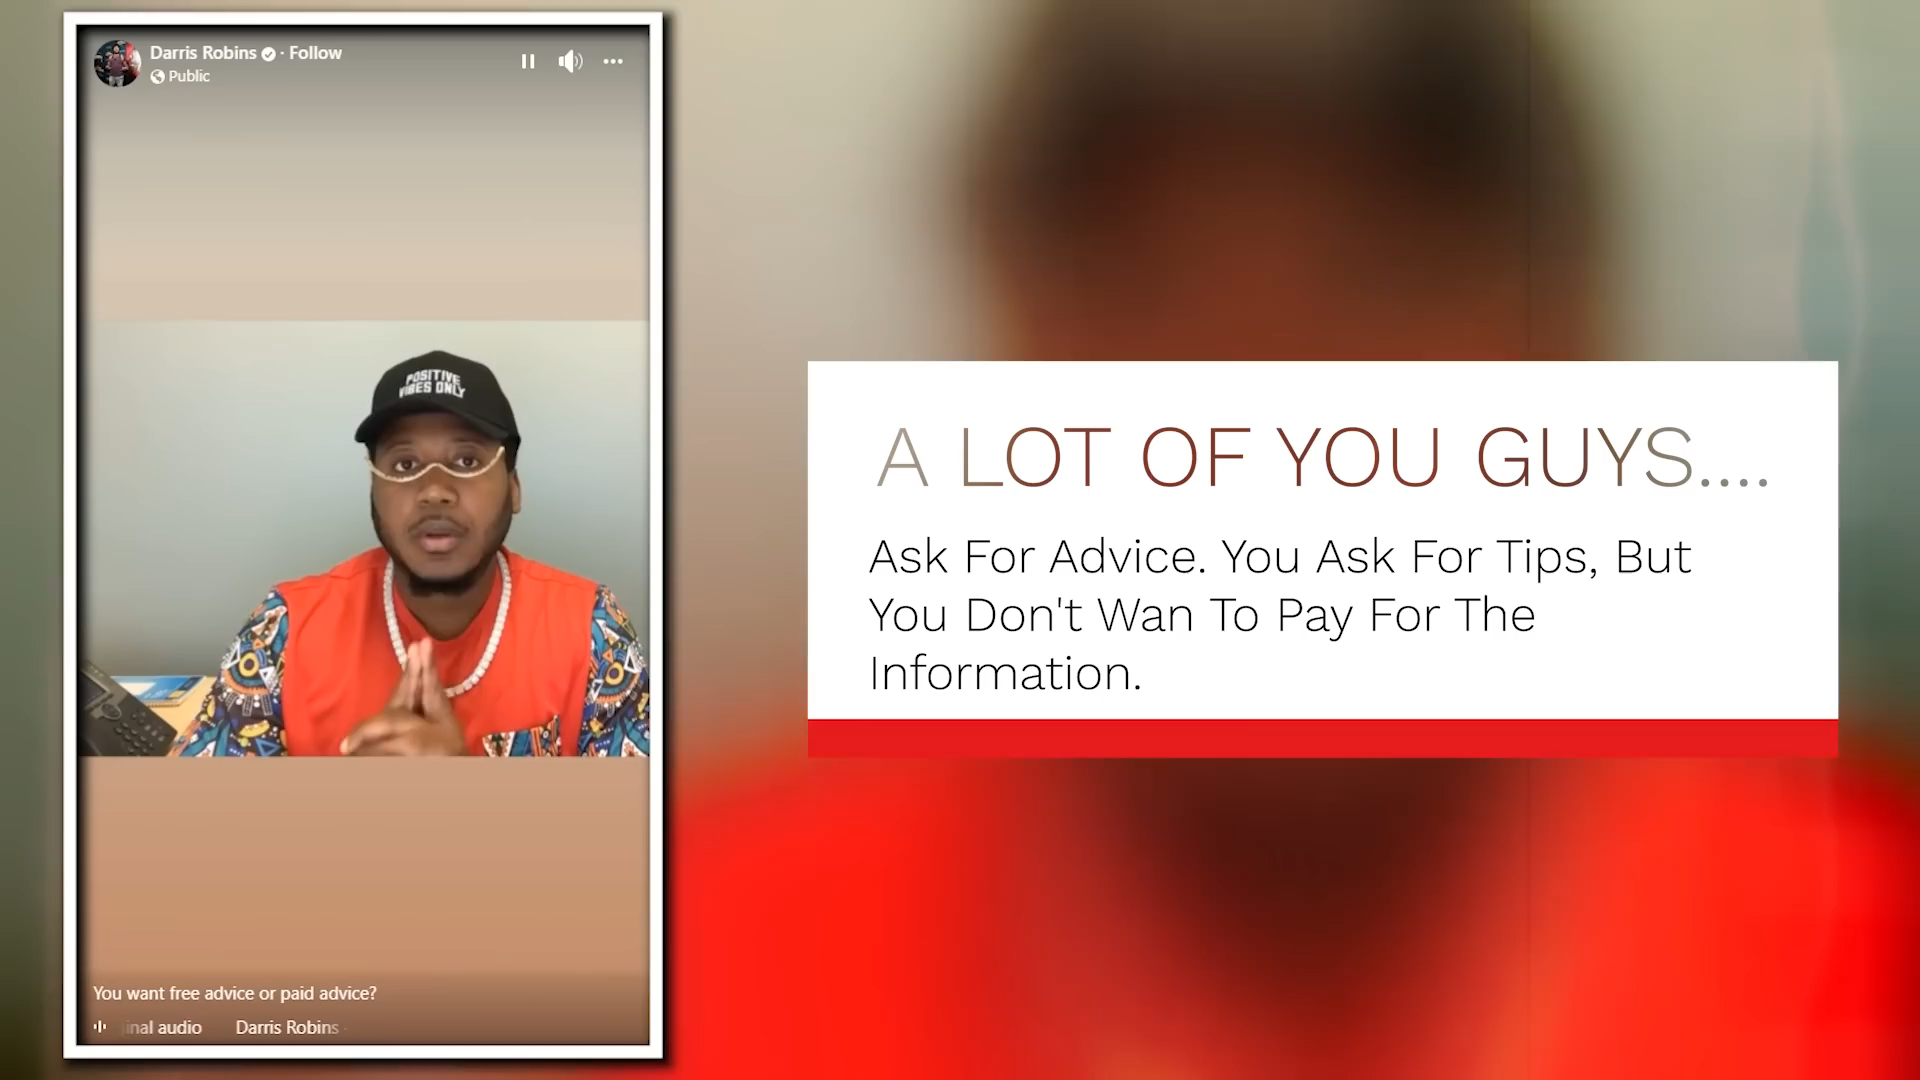 Darris Robins · Follow
Public
POSITIVE
VIBES ONLY
You want free advice or paid advice?
inal audio Darris Robins
A LOT OF YOU GUYS....
Ask For Advice. You Ask For Tips, But
You Don't Wan To Pay For The
Information.